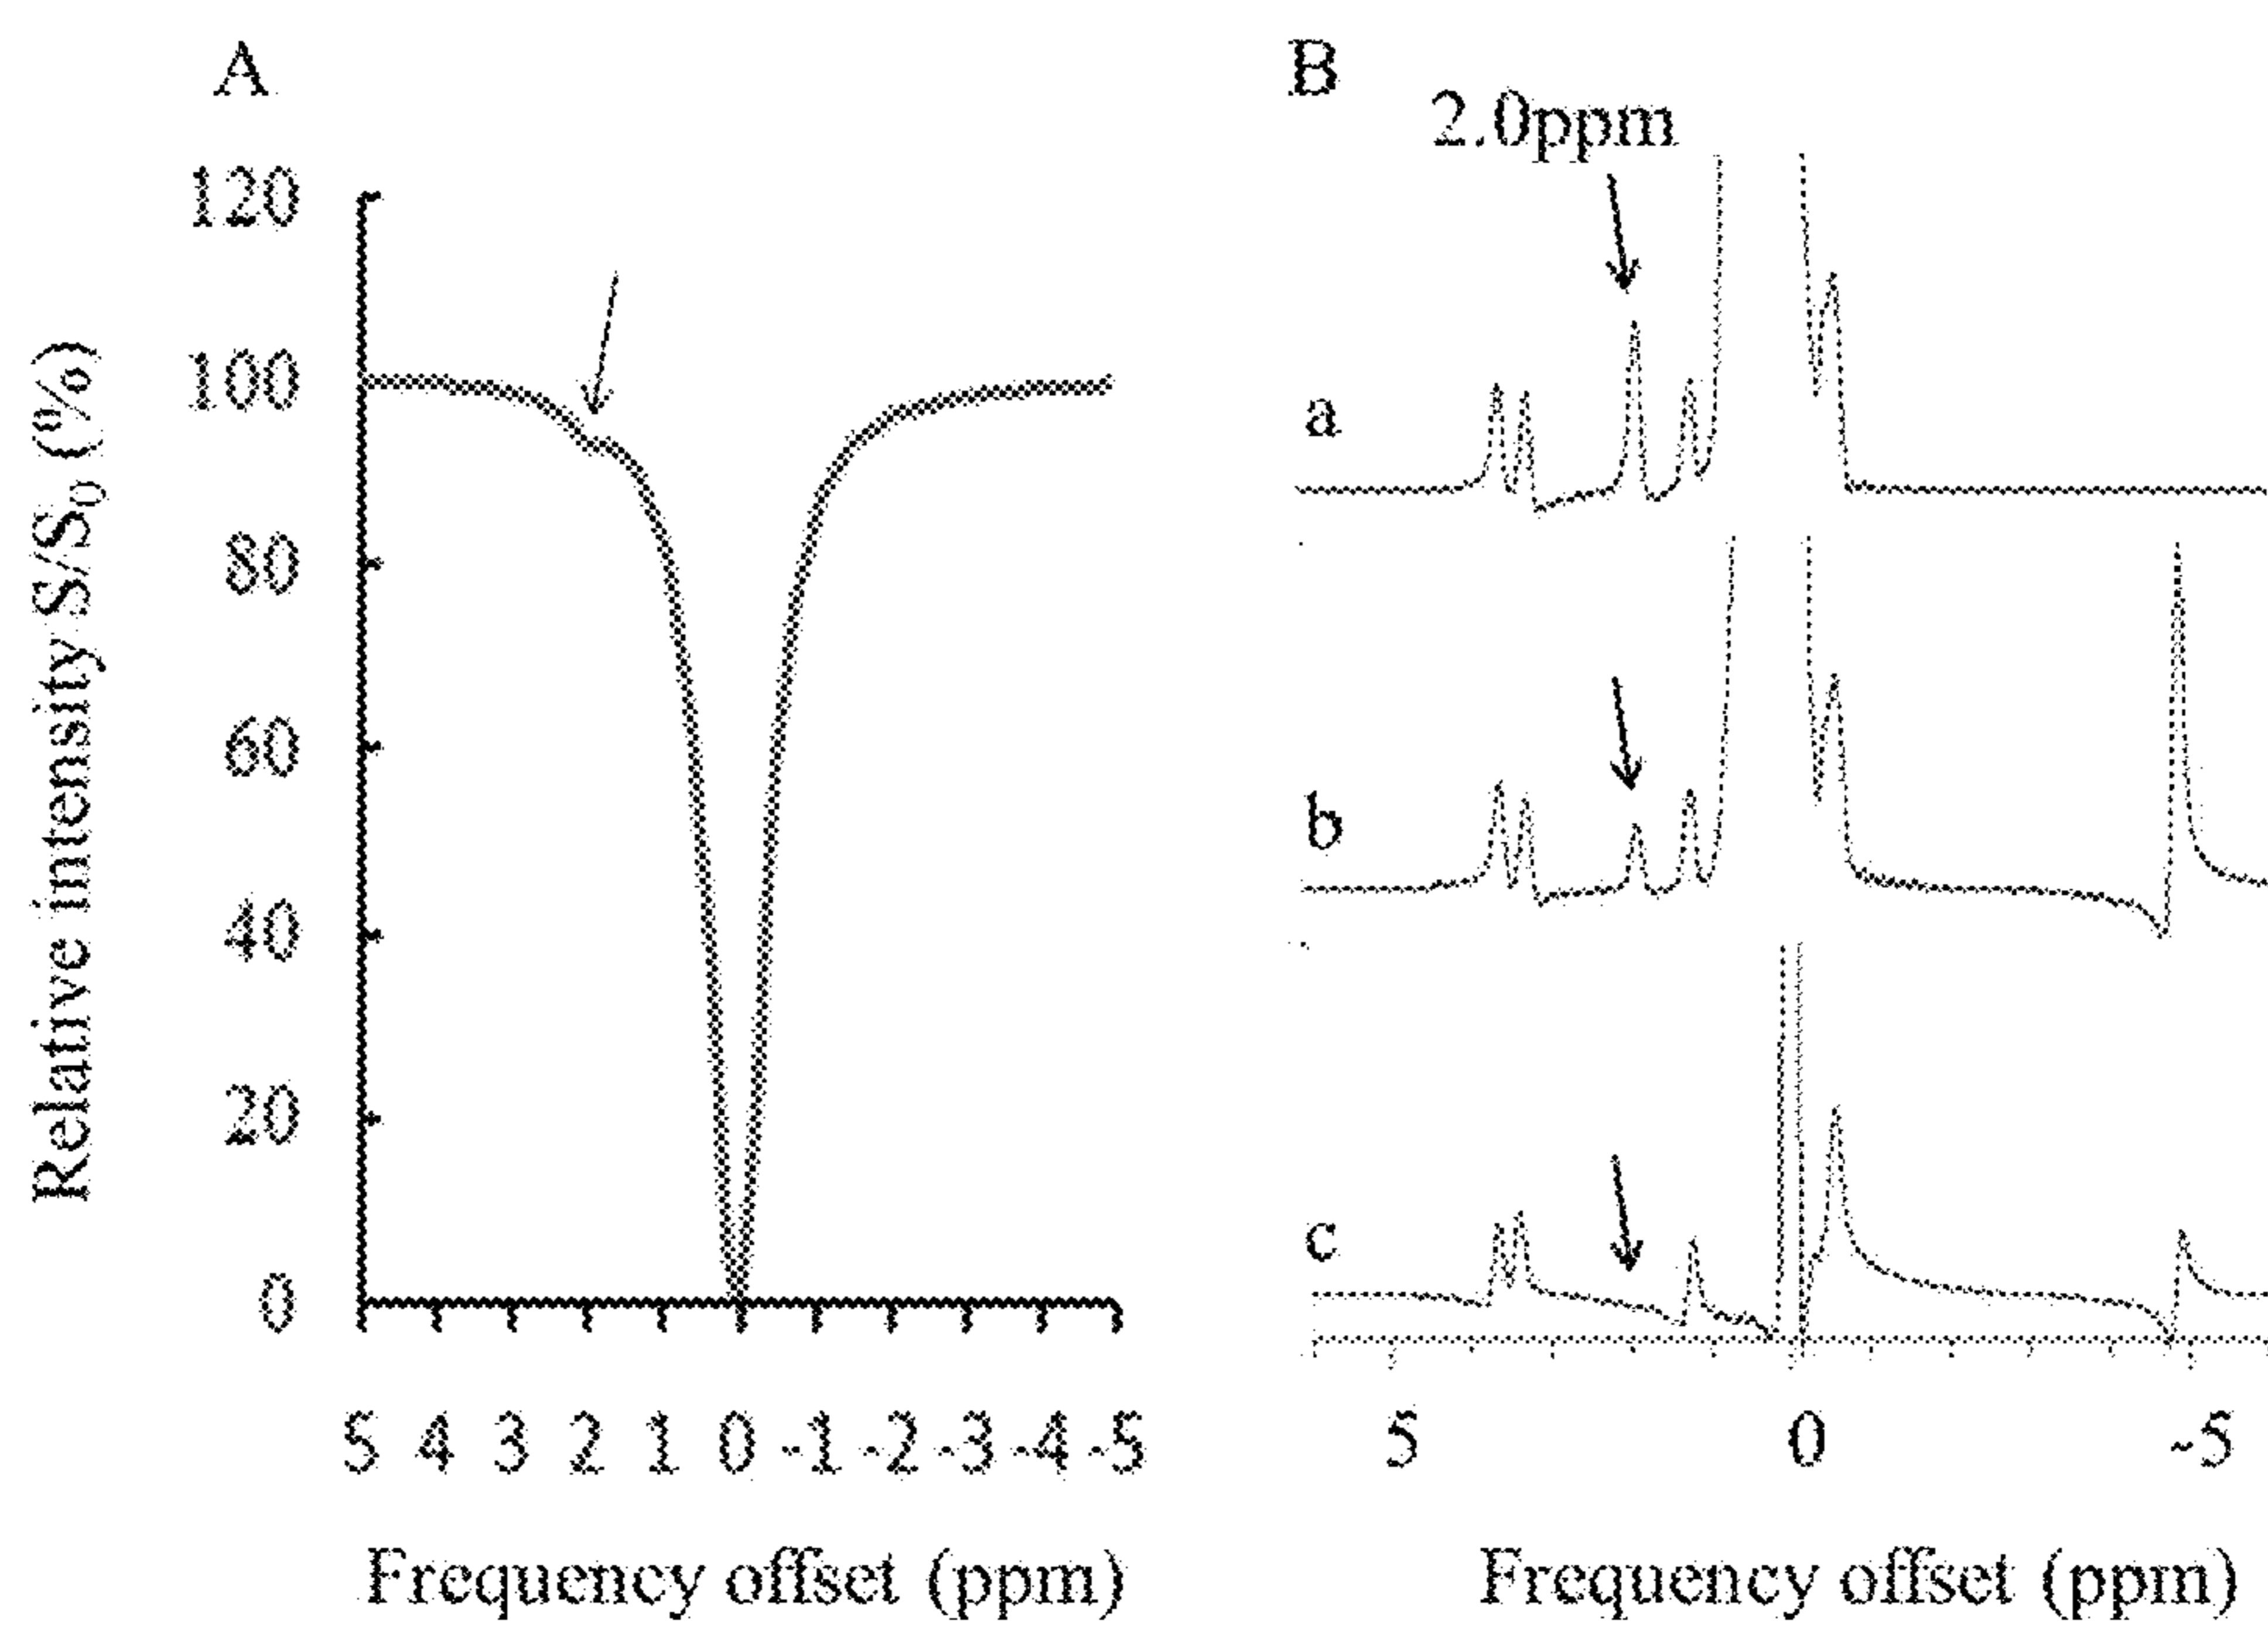 A
Relative intensity S/S0 (%)
120
100
80
60
40
20
0
5 4 3 2 1 0 -1 -2 -3 -4 -5
Frequency offset (ppm)
B
2.0ppm
a
b
c
5 0 -5
Frequency offset (ppm)